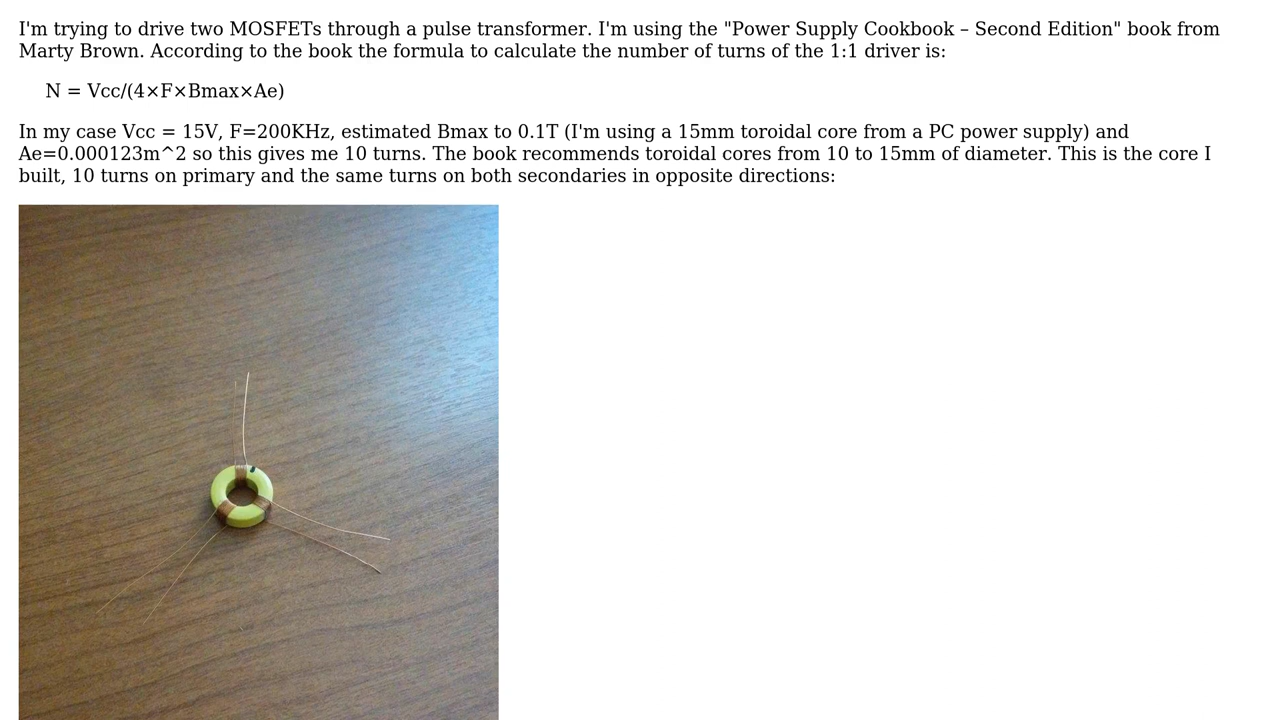 I'm trying to drive two MOSFETs through a pulse transformer. I'm using the "Power Supply Cookbook – Second Edition" book from
Marty Brown. According to the book the formula to calculate the number of turns of the 1:1 driver is:
N = Vcc/(4×F×Bmax×Ae)
In my case Vcc = 15V, F=200KHz, estimated Bmax to 0.1T (I'm using a 15mm toroidal core from a PC power supply) and
Ae=0.000123m^2 so this gives me 10 turns. The book recommends toroidal cores from 10 to 15mm of diameter. This is the core I
built, 10 turns on primary and the same turns on both secondaries in opposite directions: